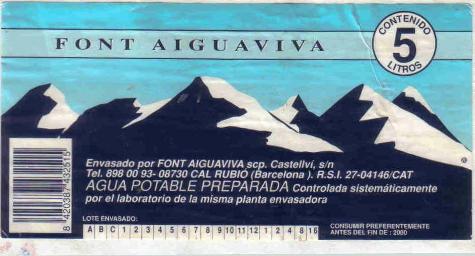 FONT AIGUAVIVA
CONTENIDO
5
LITROS
Envasado por FONT AIGUAVIVA scp. Castellví, s/n
Tel. 898 00 93- 08730 CAL RUBIÓ (Barcelona ). R.S.I. 27-04146/CAT
AGUA POTABLE PREPARADA Controlada sistemáticamente
por el laboratorio de la misma planta envasadora
LOTE ENVASADO:
A B C 1 2 3 4 5 6 7 8 9 10 11 12 1 2 4 8 16
CONSUMIR PREFERENTEMENTE
ANTES DEL FIN DE : 2000